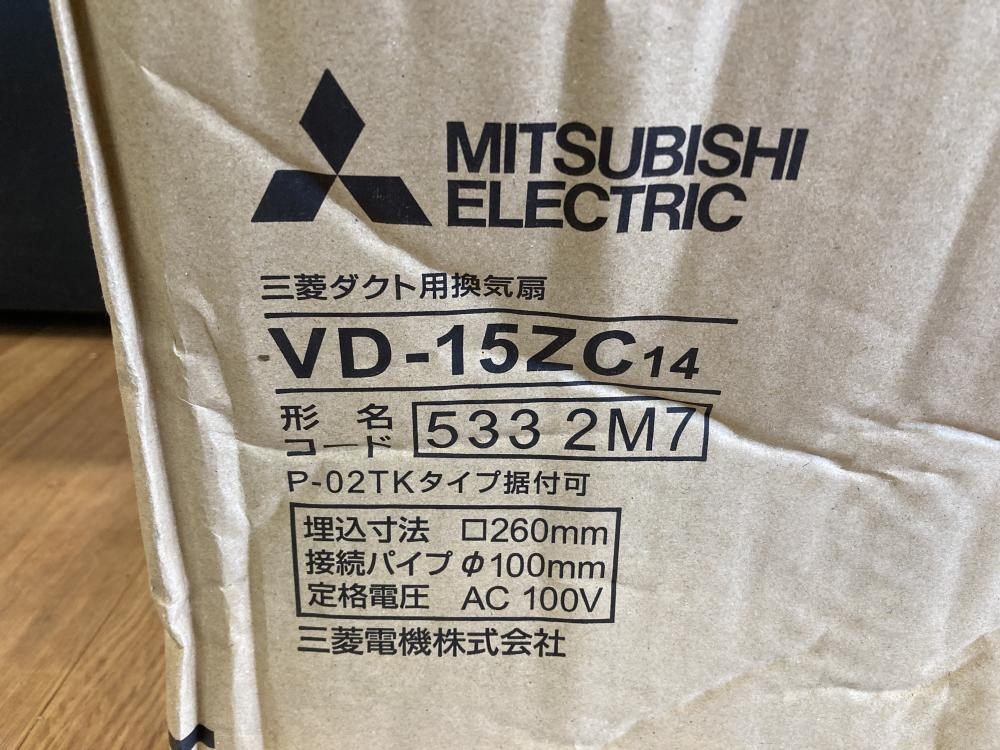 MITSUBISHI
ELECTRIC
三菱ダクト用換気扇
VD-15ZC14
形名
コード 533 2M7
P-02TKタイプ据付可
埋込寸法 □260mm
接続パイプ φ100mm
定格電圧 AC 100V
三菱電機株式会社